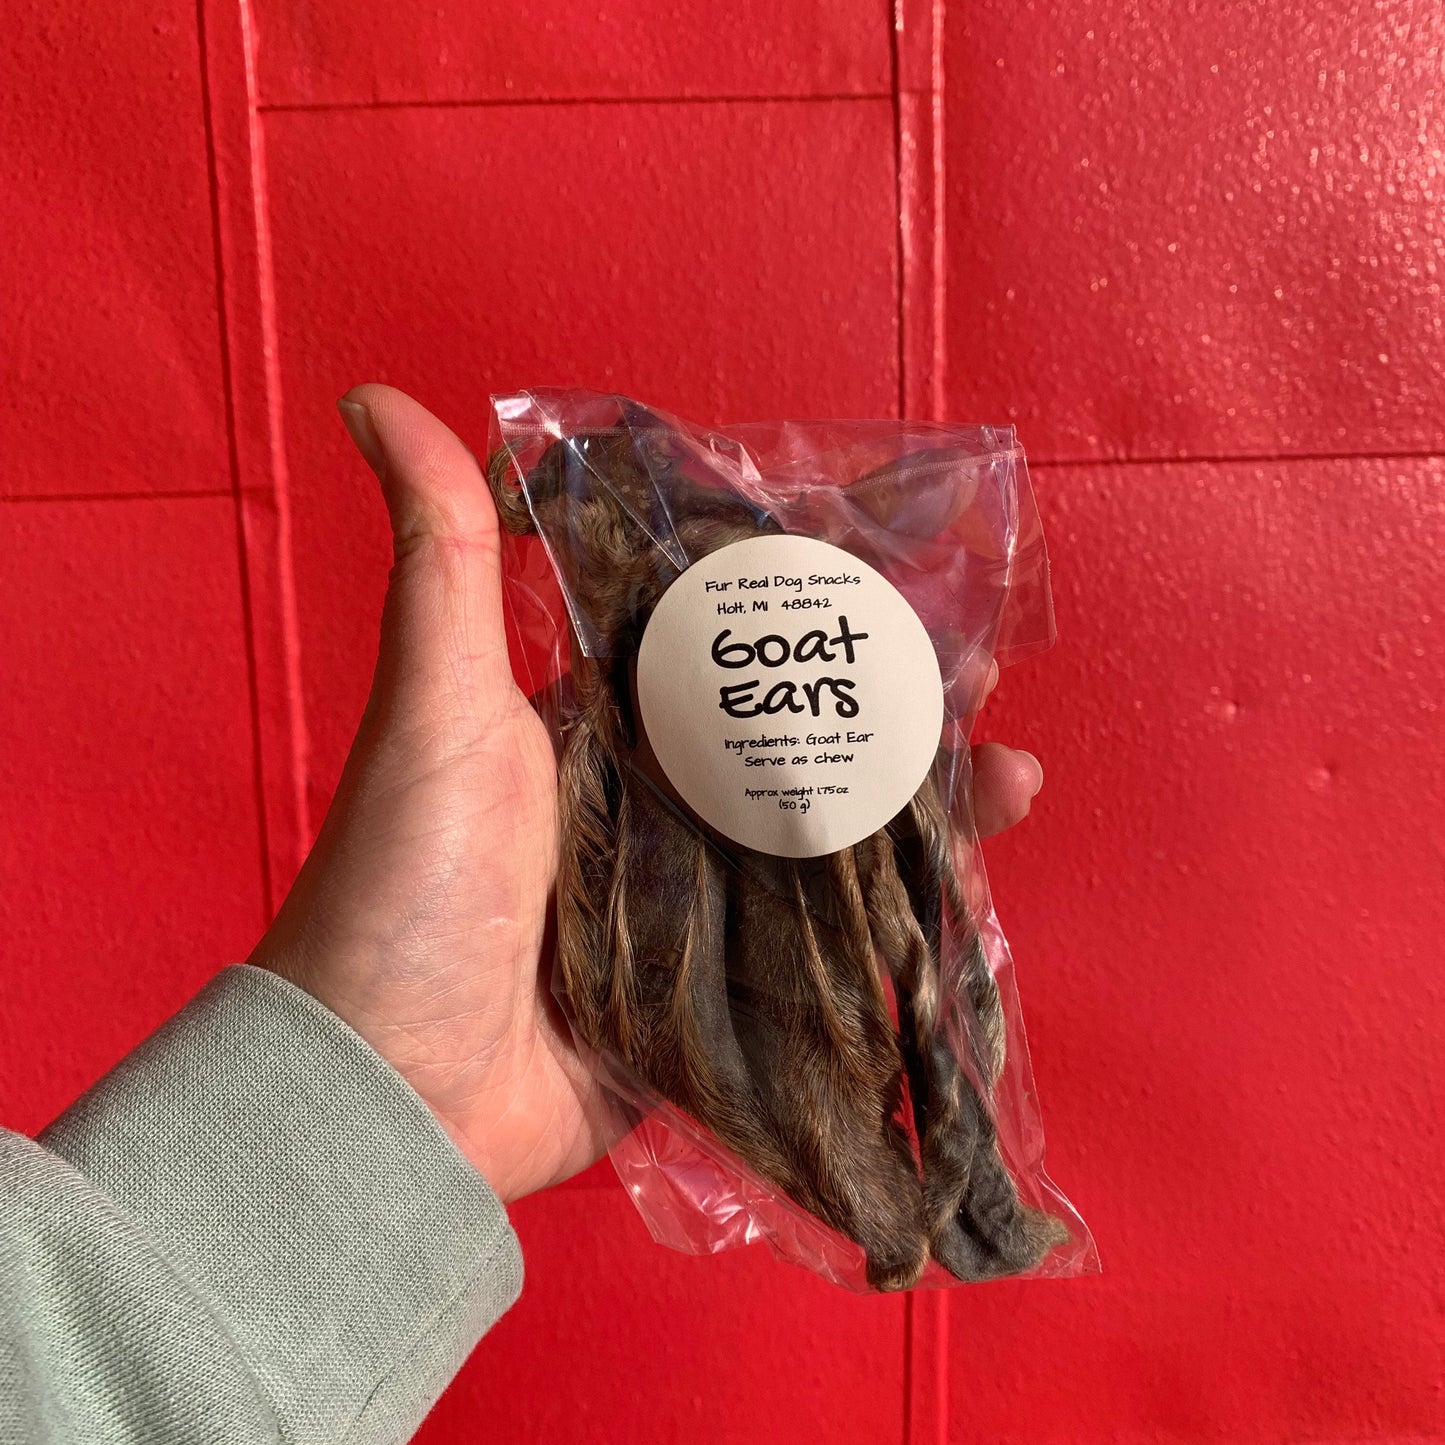 Fur Real Dog Snacks
Holt, MI 48842
Goat
Ears
Ingredients: Goat Ear
Serve as chew
Approx weight 1.75 oz
(50 g)